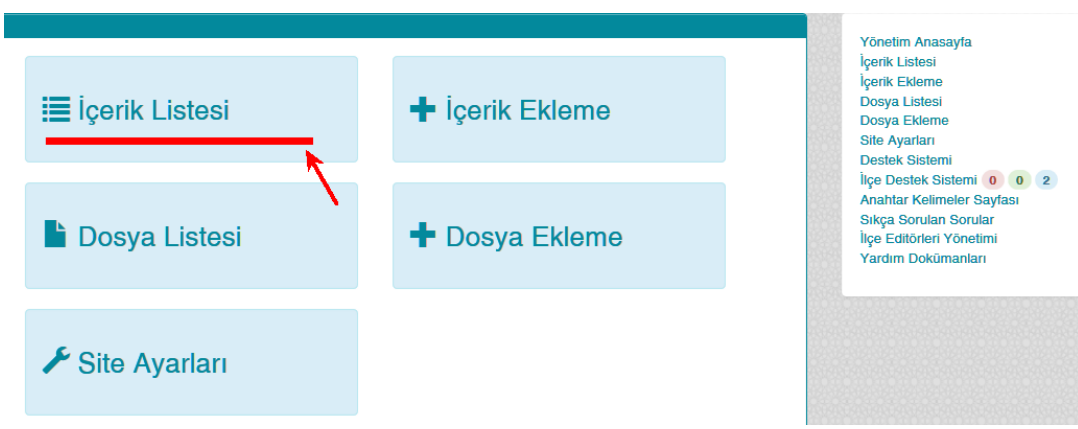 İçerik Listesi
İçerik Ekleme
Dosya Listesi
Dosya Ekleme
Site Ayarları
Yönetim Anasayfa
İçerik Listesi
İçerik Ekleme
Dosya Listesi
Dosya Ekleme
Site Ayarları
Destek Sistemi
İlçe Destek Sistemi 0 0 2
Anahtar Kelimeler Sayfası
Sıkça Sorulan Sorular
İlçe Editörleri Yönetimi
Yardım Dokümanları